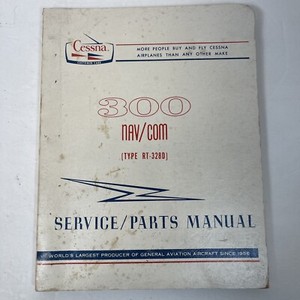 Cessna
MORE PEOPLE BUY AND FLY CESSNA
AIRPLANES THAN ANY OTHER MAKE
300
NAV/COM
(TYPE RT-328D)
SERVICE/PARTS MANUAL
WORLD'S LARGEST PRODUCER OF GENERAL AVIATION AIRCRAFT SINCE 1956